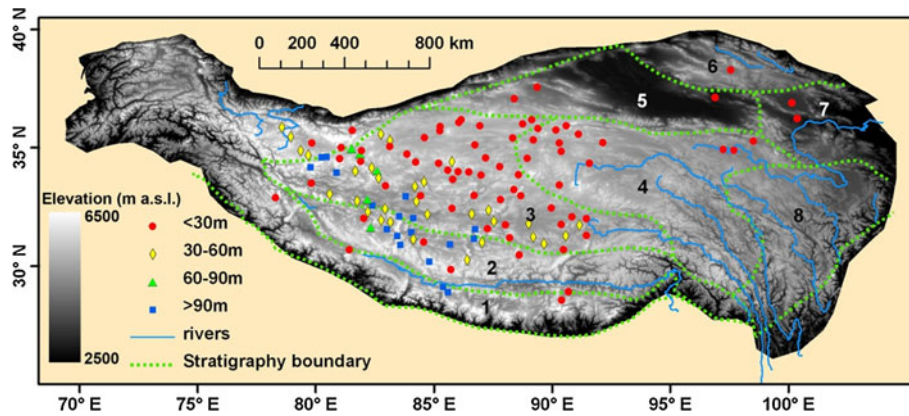 40° N
35° N
30° N
0 200 400 800 km
6
5
7
4
8
3
2
1
Elevation (m a.s.l.)
6500
2500
<30m
30-60m
60-90m
>90m
rivers
Stratigraphy boundary
70° E 75° E 80° E 85° E 90° E 95° E 100° E